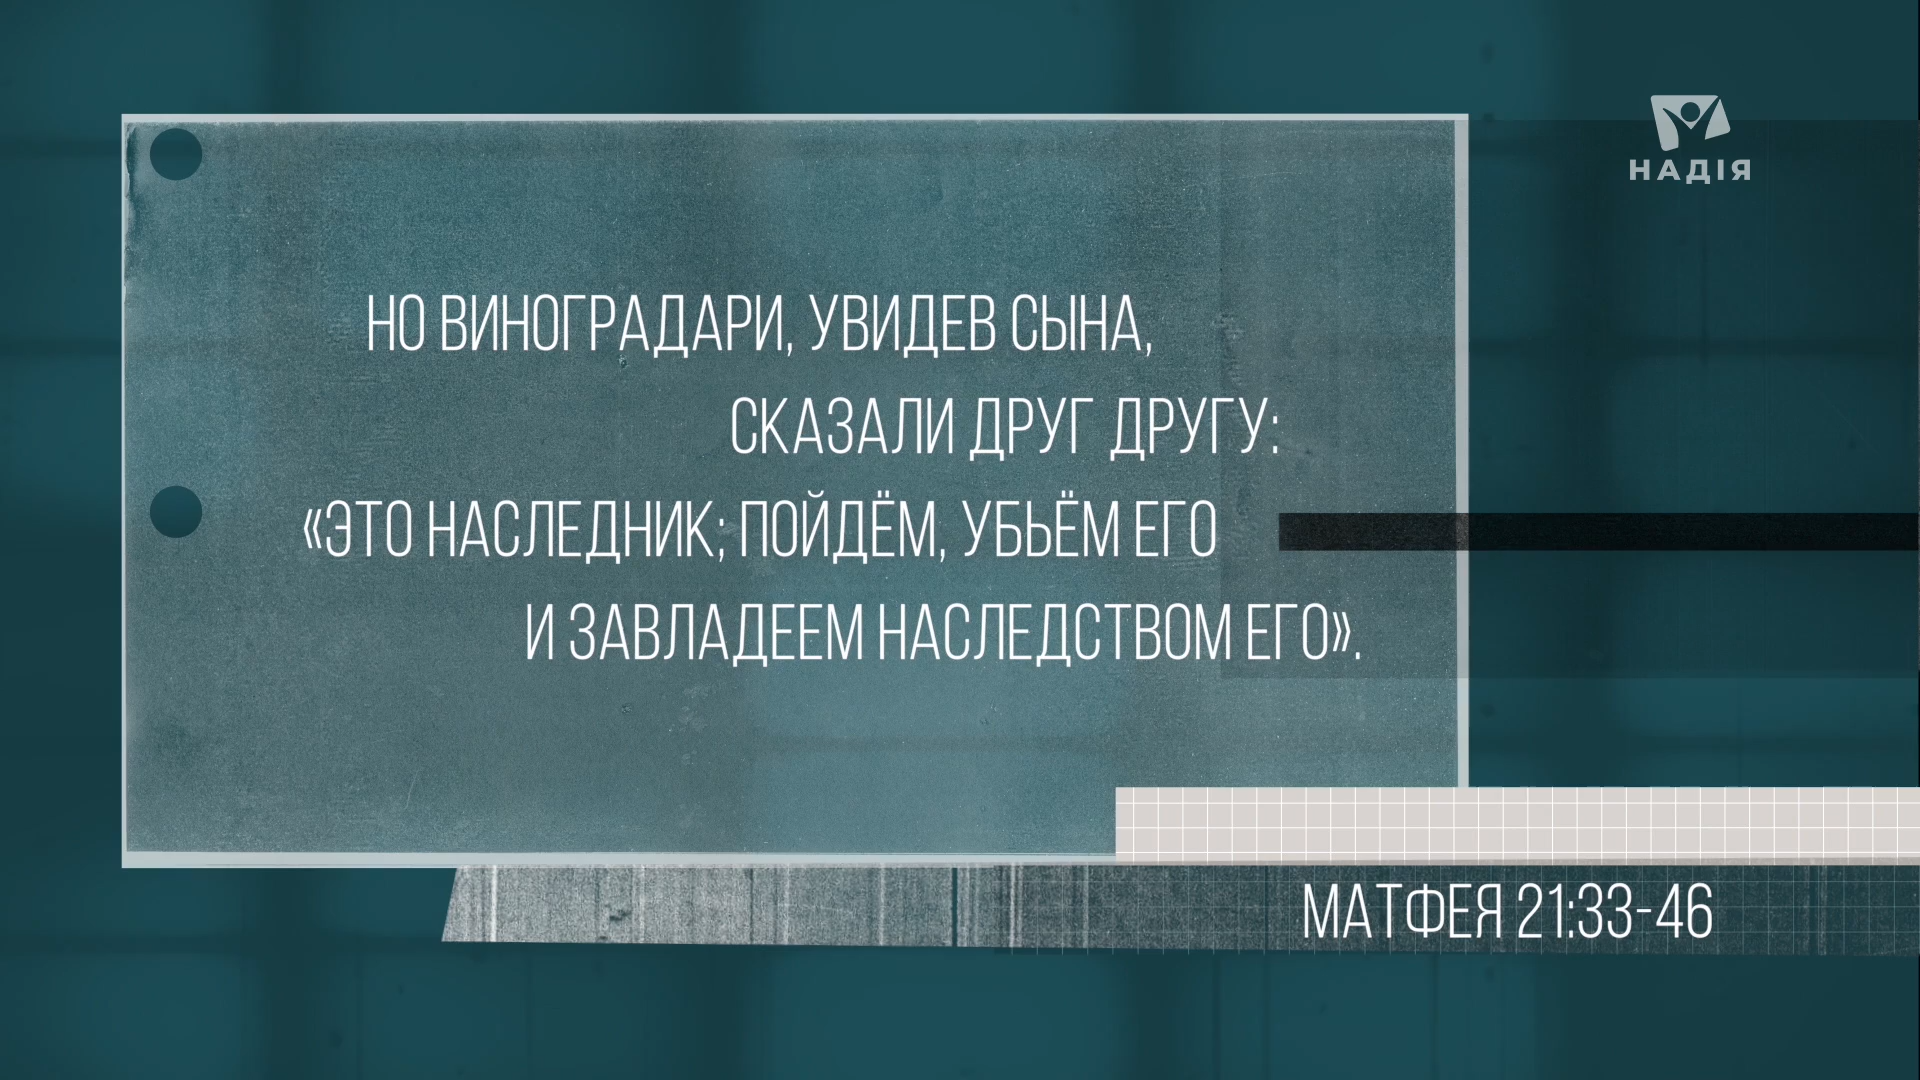 НАДІЯ
НО ВИНОГРАДАРИ, УВИДЕВ СЫНА,
СКАЗАЛИ ДРУГ ДРУГУ:
«ЭТО НАСЛЕДНИК; ПОЙДЁМ, УБЬЁМ ЕГО
И ЗАВЛАДЕЕМ НАСЛЕДСТВОМ ЕГО».
МАТФЕЯ 21:33-46